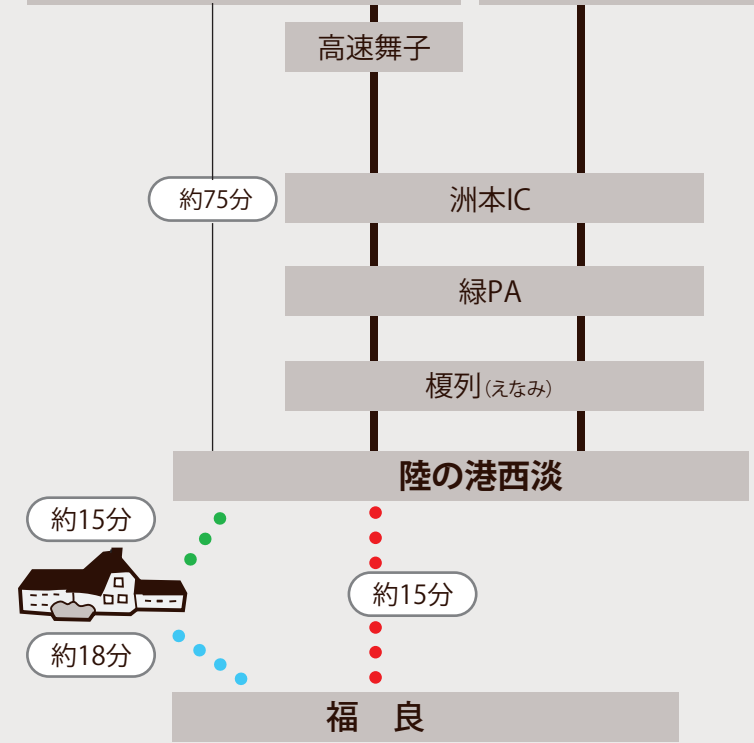 高速舞子
約75分
洲本IC
緑PA
榎列(えなみ)
陸の港西淡
約15分
約15分
約18分
福　良